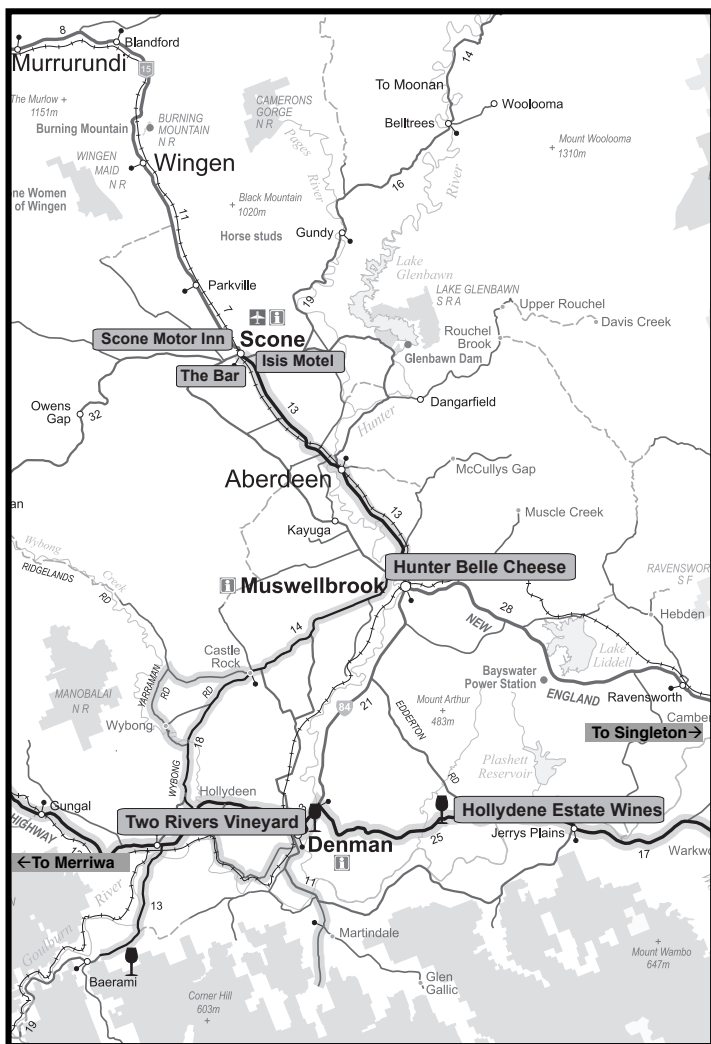 8
Blandford
Murrurundi
15
14
To Moonan
The Murlow +
1151m
BURNING
MOUNTAIN
N R
Burning Mountain
CAMERONS
GORGE
N R
Woolooma
Belltrees
Pages
River
Mount Woolooma
+ 1310m
WINGEN
MAID
N R
Wingen
16
River
ne Women
of Wingen
11
Black Mountain
+
1020m
Horse studs
Gundy
Lake
Glenbawn
Parkville
19
LAKE GLENBAWN
S R A
7
Upper Rouchel
Davis Creek
Scone Motor Inn
Scone
Isis Motel
The Bar
Rouchel
Brook
Glenbawn Dam
Owens
Gap
32
13
Dangarfield
Hunter
Aberdeen
McCullys Gap
13
an
Kayuga
Muscle Creek
Wybong
Creek
RIDGELANDS
RD
Hunter Belle Cheese
Muswellbrook
RAVENSWOR
S F
28
NEW
Hebden
14
Castle
Rock
Lake
Liddell
YARRAMAN
RD
RD
MANOBALAI
N R
Bayswater
Power Station
ENGLAND
Ravensworth
84
21
Mount Arthur
+
483m
EDDERTON
RD
Camber
To Singleton→
Wybong
18
WYBONG
Plashett
Reservoir
Hollydeen
Gungal
HIGHWAY
Two Rivers Vineyard
Hollydene Estate Wines
Jerrys Plains
25
Denman
17
Warkwo
←To Merriwa
River
11
13
Goulburn
Martindale
Baerami
+
Mount Wambo
647m
Glen
Gallic
Corner Hill
603m
+
19